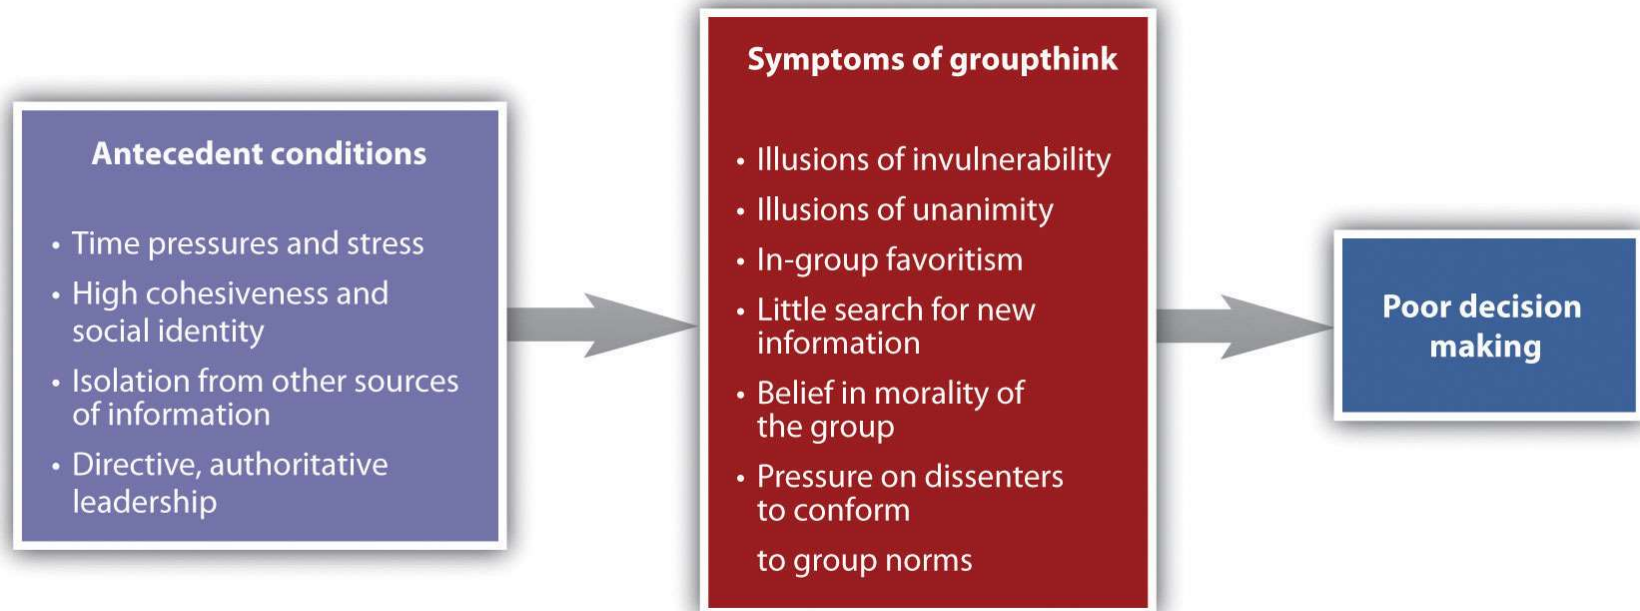 Antecedent conditions
• Time pressures and stress
• High cohesiveness and
social identity
• Isolation from other sources
of information
• Directive, authoritative
leadership
Symptoms of groupthink
• Illusions of invulnerability
• Illusions of unanimity
• In-group favoritism
• Little search for new
information
• Belief in morality of
the group
• Pressure on dissenters
to conform
to group norms
Poor decision
making